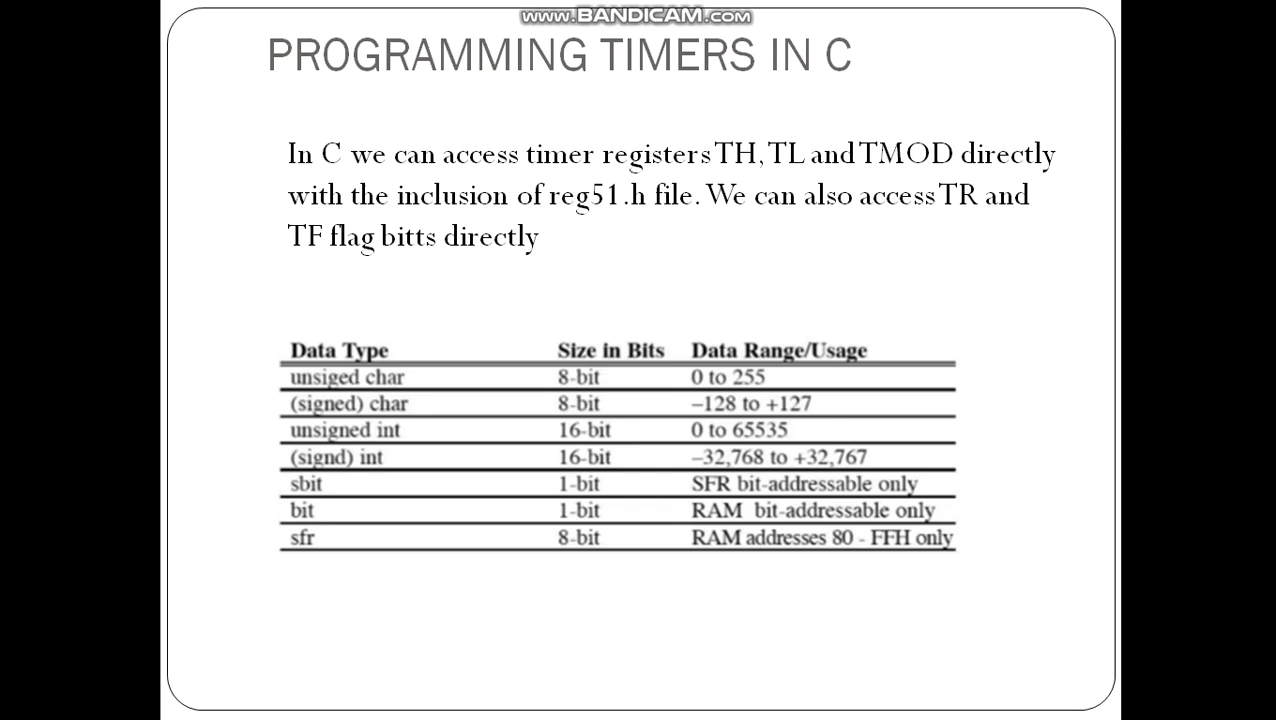 www.BANDICAM.com
PROGRAMMING TIMERS IN C
In C we can access timer registers TH, TL and TMOD directly
with the inclusion of reg51.h file. We can also access TR and
TF flag bitts directly
Data Type Size in Bits Data Range/Usage
unsiged char 8-bit 0 to 255
(signed) char 8-bit –128 to +127
unsigned int 16-bit 0 to 65535
(signd) int 16-bit –32,768 to +32,767
sbit 1-bit SFR bit-addressable only
bit 1-bit RAM bit-addressable only
sfr 8-bit RAM addresses 80 - FFH only